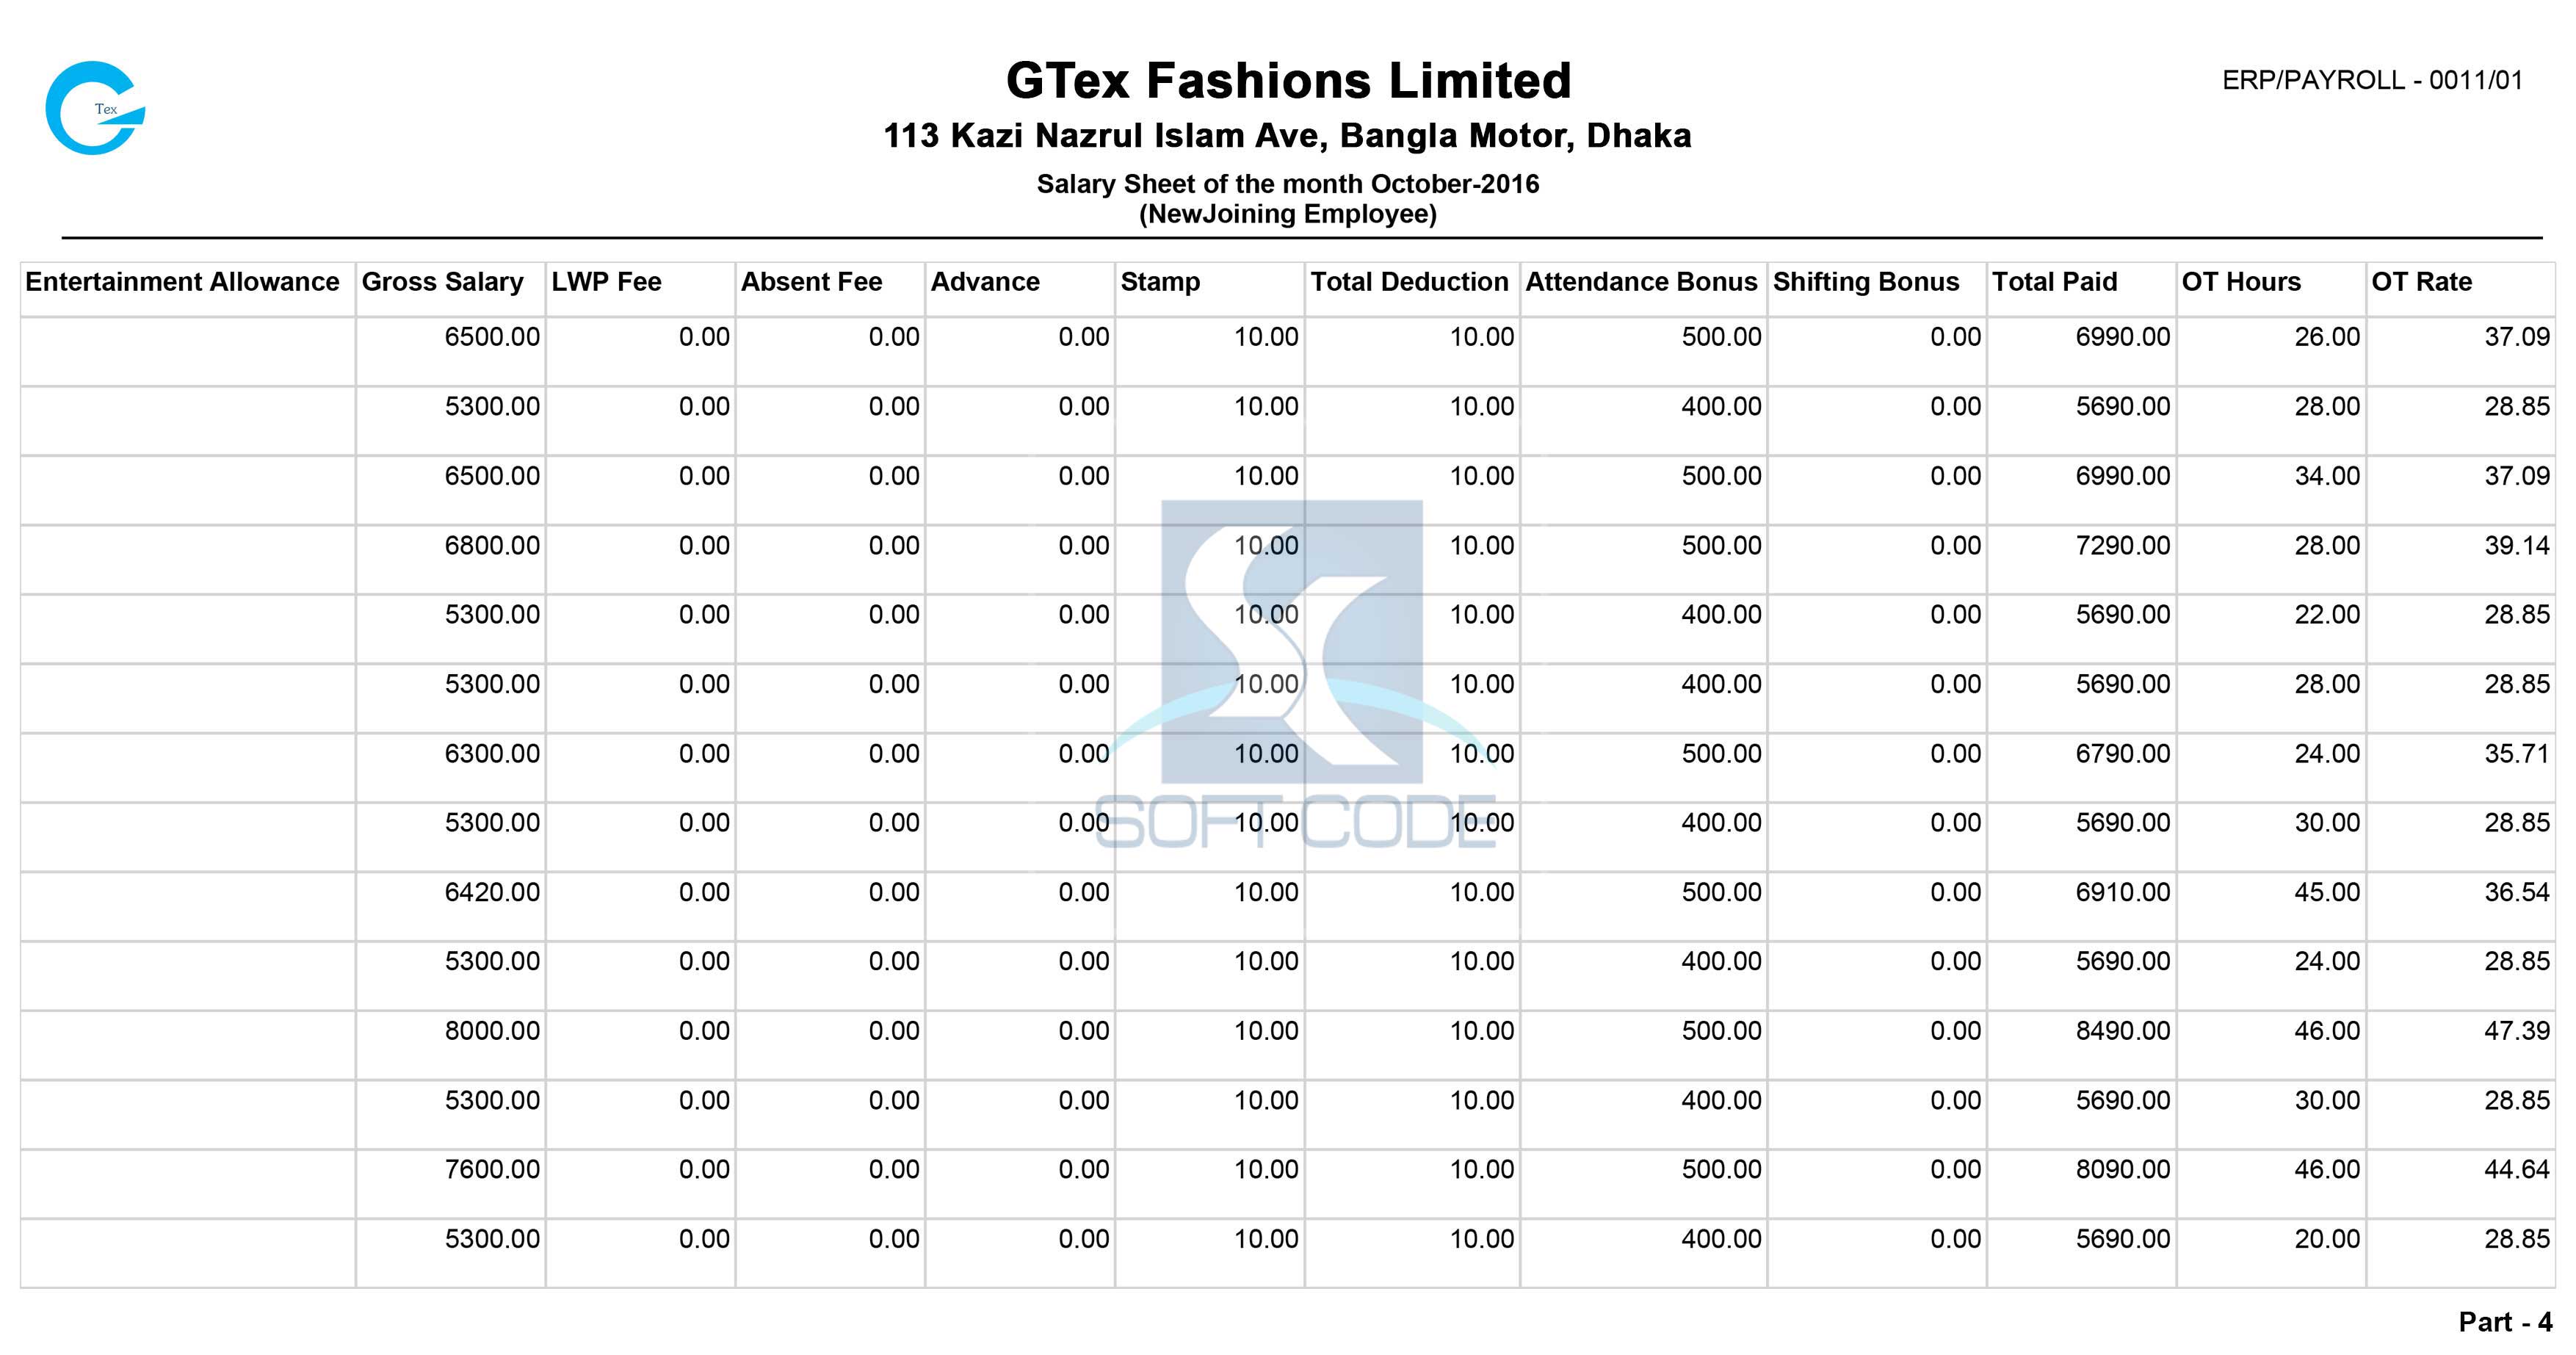 Tex
GTex Fashions Limited
ERP/PAYROLL - 0011/01
113 Kazi Nazrul Islam Ave, Bangla Motor, Dhaka
Salary Sheet of the month October-2016
(NewJoining Employee)
Entertainment Allowance Gross Salary LWP Fee Absent Fee Advance Stamp Total Deduction Attendance Bonus Shifting Bonus Total Paid OT Hours OT Rate
6500.00 0.00 0.00 0.00 10.00 10.00 500.00 0.00 6990.00 26.00 37.09
5300.00 0.00 0.00 0.00 10.00 10.00 400.00 0.00 5690.00 28.00 28.85
6500.00 0.00 0.00 0.00 10.00 10.00 500.00 0.00 6990.00 34.00 37.09
6800.00 0.00 0.00 0.00 10.00 10.00 500.00 0.00 7290.00 28.00 39.14
5300.00 0.00 0.00 0.00 10.00 10.00 400.00 0.00 5690.00 22.00 28.85
5300.00 0.00 0.00 0.00 10.00 10.00 400.00 0.00 5690.00 28.00 28.85
6300.00 0.00 0.00 0.00 10.00 10.00 500.00 0.00 6790.00 24.00 35.71
5300.00 0.00 0.00 0.00 10.00 10.00 400.00 0.00 5690.00 30.00 28.85
SOFT CODE
6420.00 0.00 0.00 0.00 10.00 10.00 500.00 0.00 6910.00 45.00 36.54
5300.00 0.00 0.00 0.00 10.00 10.00 400.00 0.00 5690.00 24.00 28.85
8000.00 0.00 0.00 0.00 10.00 10.00 500.00 0.00 8490.00 46.00 47.39
5300.00 0.00 0.00 0.00 10.00 10.00 400.00 0.00 5690.00 30.00 28.85
7600.00 0.00 0.00 0.00 10.00 10.00 500.00 0.00 8090.00 46.00 44.64
5300.00 0.00 0.00 0.00 10.00 10.00 400.00 0.00 5690.00 20.00 28.85
Part - 4